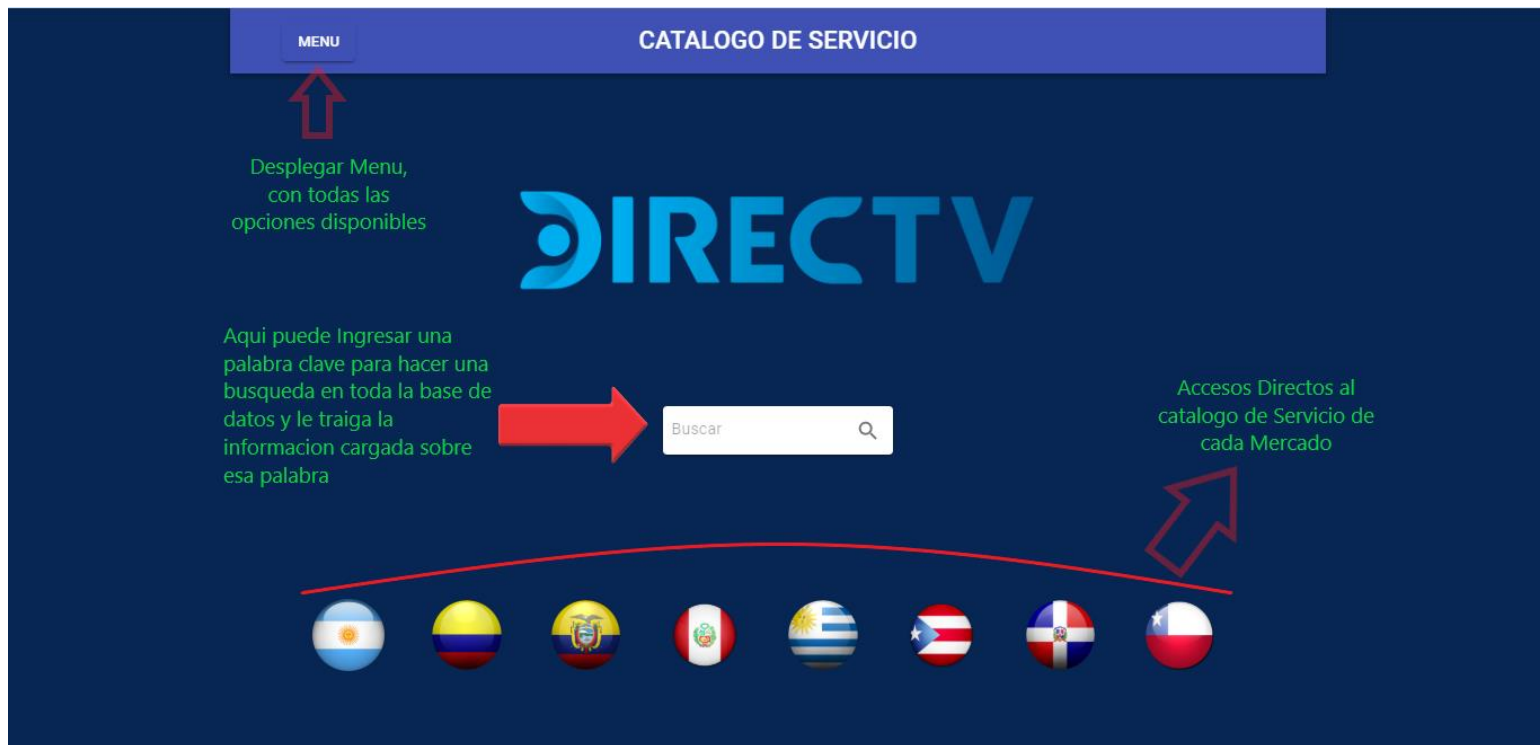 MENU
CATALOGO DE SERVICIO
Desplegar Menu,
con todas las
opciones disponibles
DIRECTV
Aqui puede Ingresar una
palabra clave para hacer una
busqueda en toda la base de
datos y le traiga la
informacion cargada sobre
esa palabra
Buscar
Accesos Directos al
catalogo de Servicio de
cada Mercado